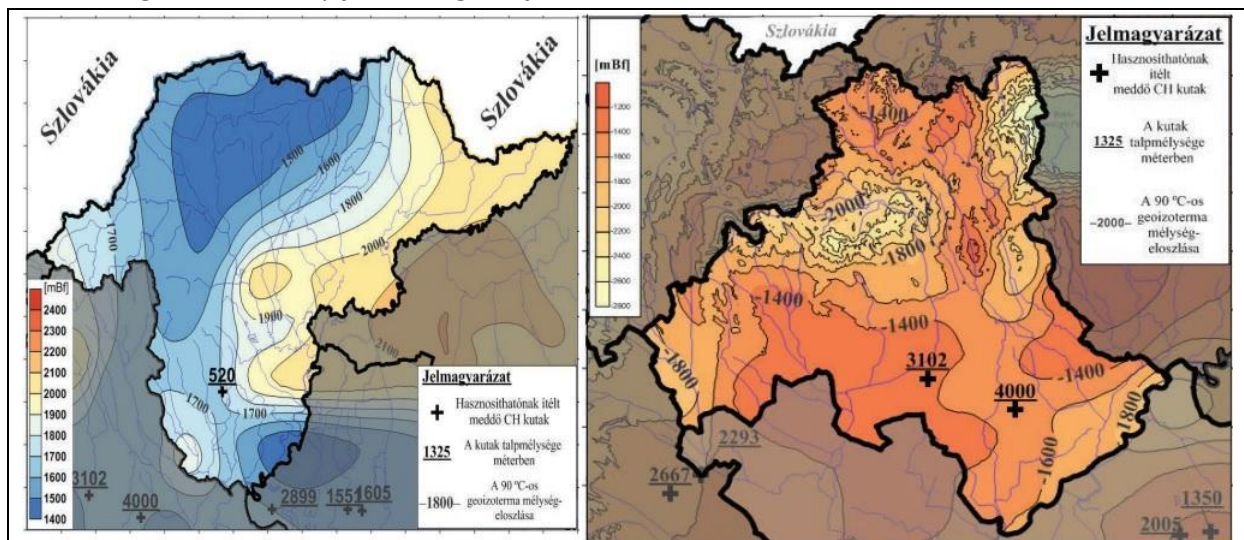 Szlovákia
Szlovákia
1500
1600
1800
1700
2000
1900
2100
520
1700
1700
3102
4000
2899
1551
1605
[mBf]
2400
2300
2200
2100
2000
1900
1800
1700
1600
1500
1400
Jelmagyarázat
Hasznosíthatónak ítélt
meddő CH kutak
1325
A kutak talpmélysége
méterben
–1800–
A 90 ºC-os
geoizoterma mélység-
eloszlása
Szlovákia
[mBf]
-1200
-1400
-1600
-1800
-2000
-2200
-2400
-2600
-2800
-1400
-2000
-1800
-1400
-1400
-1800
3102
4000
-1400
-1800
-1600
2293
2667
1350
2005
Jelmagyarázat
Hasznosíthatónak
ítélt
meddő CH kutak
1325
A kutak
talpmélysége
méterben
–2000–
A 90 ºC-os
geoizoterma
mélység-
eloszlása